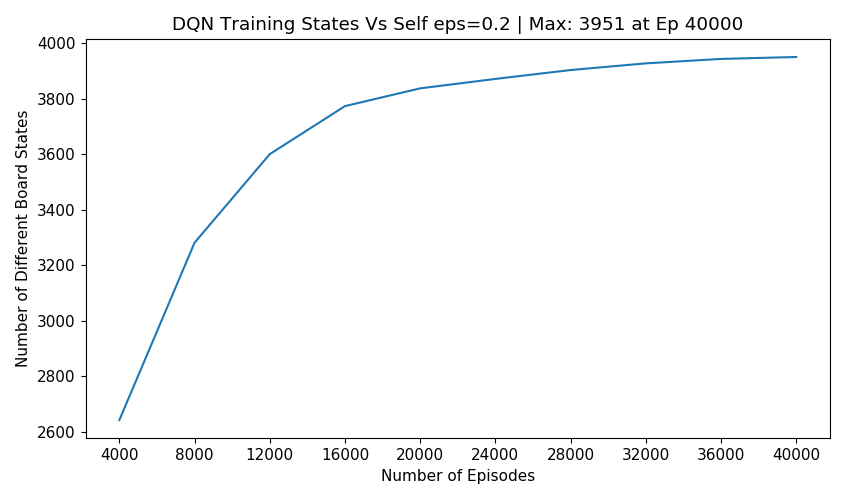 DQN Training States Vs Self eps=0.2 | Max: 3951 at Ep 40000
Number of Different Board States
4000
3800
3600
3400
3200
3000
2800
2600
4000 8000 12000 16000 20000 24000 28000 32000 36000 40000
Number of Episodes